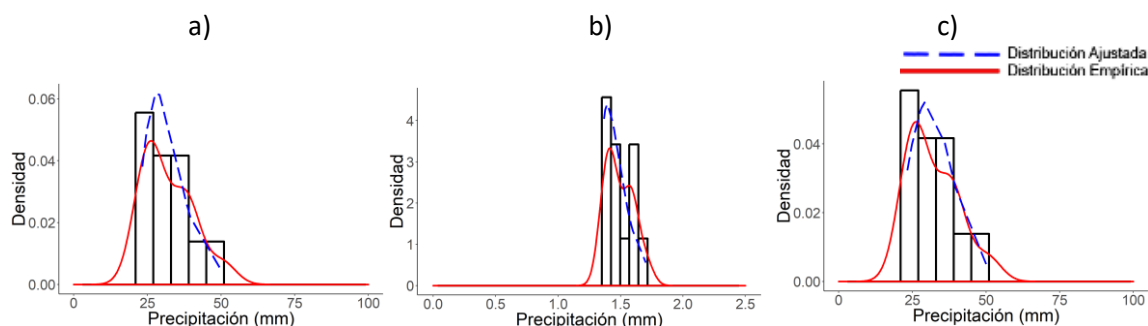 a)
b)
c)
Distribución Ajustada
Distribución Empírica
Densidad
0.06
0.04
0.02
0.00
0
25
50
75
100
Precipitación (mm)
Densidad
4
3
2
1
0
0.0
0.5
1.0
1.5
2.0
2.5
Precipitación (mm)
Densidad
0.04
0.02
0.00
0
25
50
75
100
Precipitación (mm)